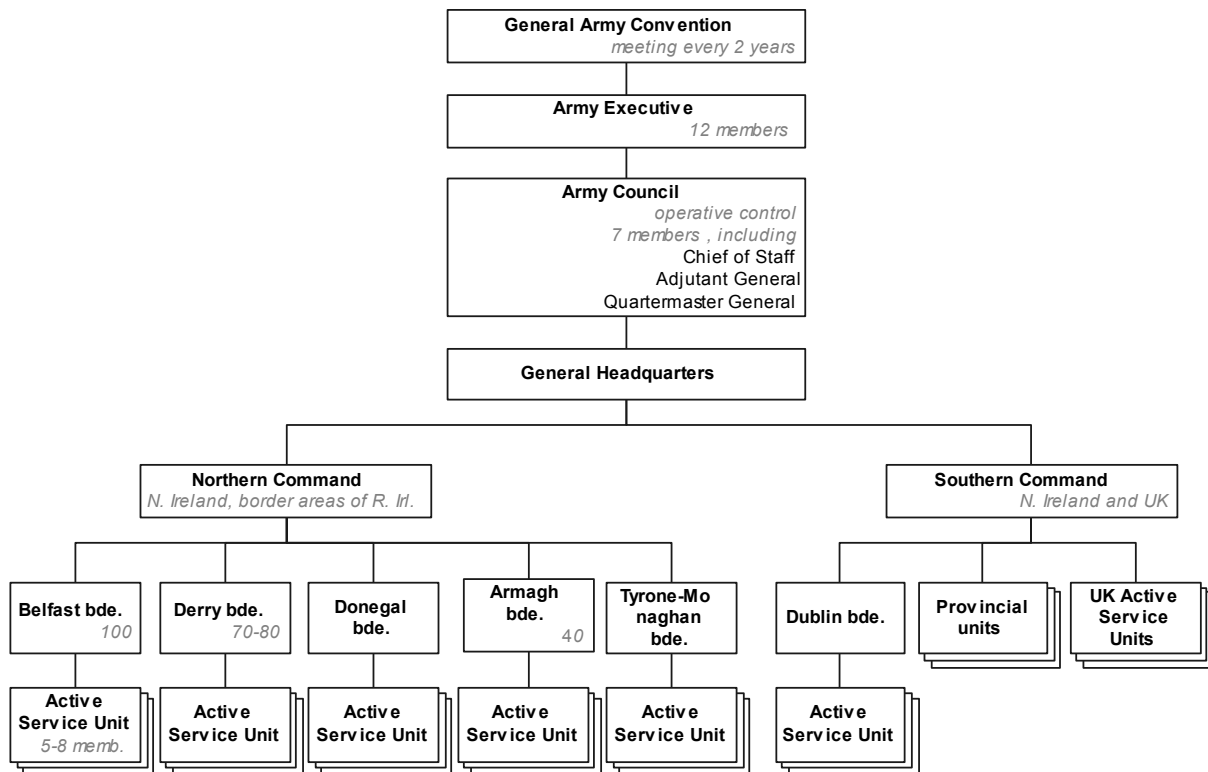 General Army Convention
meeting every 2 years
Army Executive
12 members
Army Council
operative control
7 members , including
Chief of Staff
Adjutant General
Quartermaster General
General Headquarters
Northern Command
N. Ireland, border areas of R. Irl.
Southern Command
N. Ireland and UK
Belfast bde.
100
Derry bde.
70-80
Donegal
bde.
Armagh
bde.
40
Tyrone-Mo
naghan
bde.
Dublin bde.
Provincial
units
UK Active
Service
Units
Active
Service Unit
5-8 memb.
Active
Service Unit
Active
Service Unit
Active
Service Unit
Active
Service Unit
Active
Service Unit